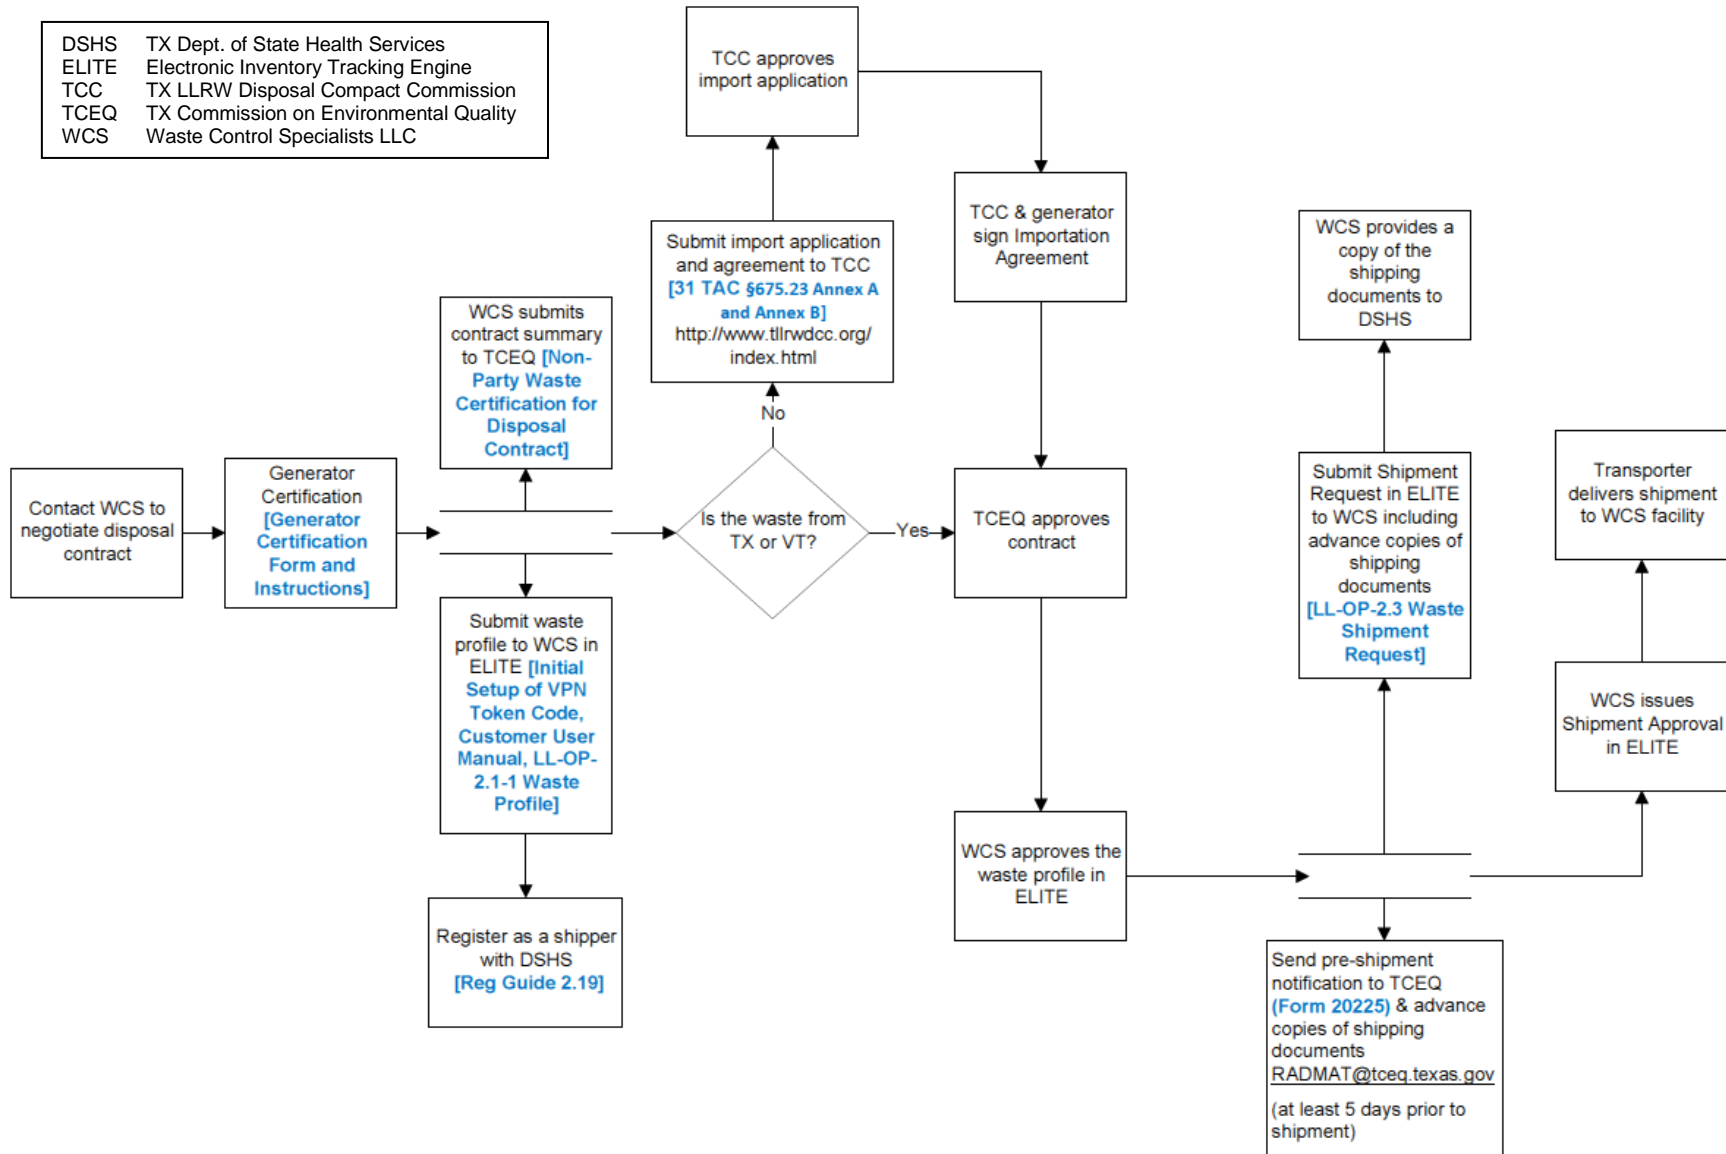 DSHS TX Dept. of State Health Services
ELITE Electronic Inventory Tracking Engine
TCC TX LLRW Disposal Compact Commission
TCEQ TX Commission on Environmental Quality
WCS Waste Control Specialists LLC
Contact WCS to
negotiate disposal
contract
Generator
Certification
[Generator
Certification
Form and
Instructions]
WCS submits
contract summary
to TCEQ [Non-
Party Waste
Certification for
Disposal
Contract]
Submit waste
profile to WCS in
ELITE [Initial
Setup of VPN
Token Code,
Customer User
Manual, LL-OP-
2.1-1 Waste
Profile]
Register as a shipper
with DSHS
[Reg Guide 2.19]
Is the waste from
TX or VT?
No
Submit import application
and agreement to TCC
[31 TAC §675.23 Annex A
and Annex B]
http://www.tllrwdcc.org/
index.html
TCC approves
import application
TCC & generator
sign Importation
Agreement
Yes
TCEQ approves
contract
WCS approves the
waste profile in
ELITE
Submit Shipment
Request in ELITE
to WCS including
advance copies of
shipping
documents
[LL-OP-2.3 Waste
Shipment
Request]
WCS provides a
copy of the
shipping
documents to
DSHS
Send pre-shipment
notification to TCEQ
(Form 20225) & advance
copies of shipping
documents
RADMAT@tceq.texas.gov
(at least 5 days prior to
shipment)
WCS issues
Shipment Approval
in ELITE
Transporter
delivers shipment
to WCS facility